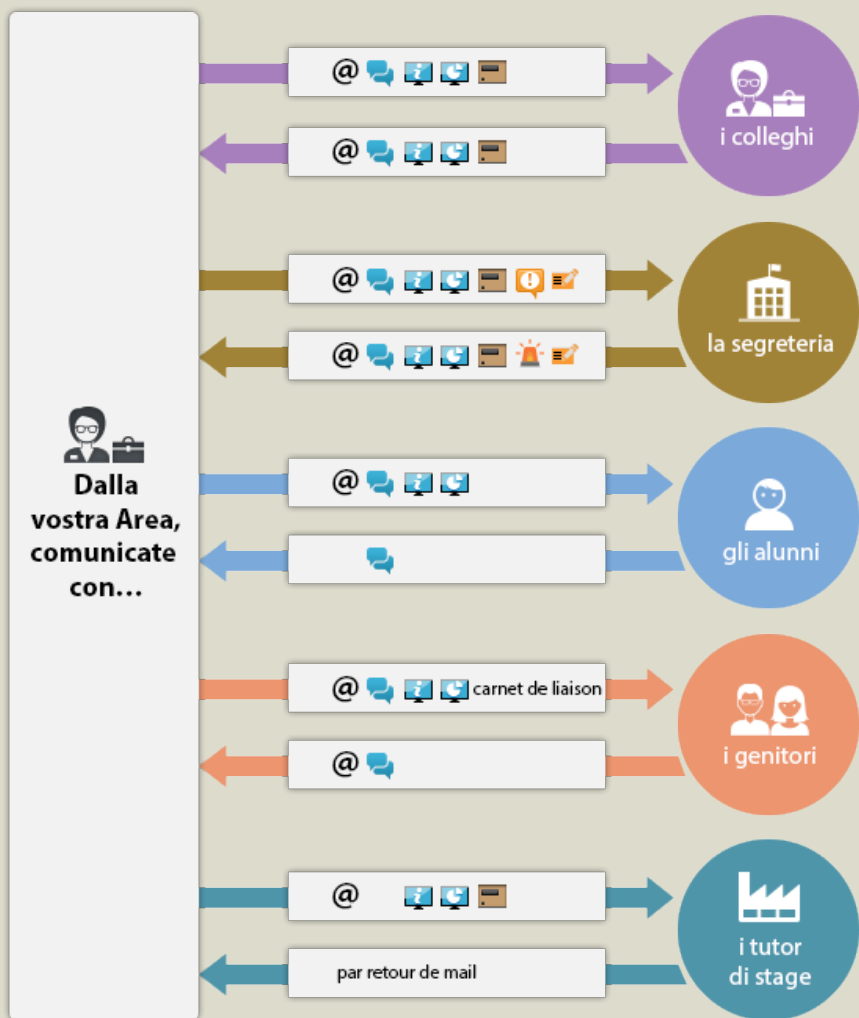 @
i colleghi
@
@
la segreteria
@
Dalla
vostra Area,
comunicate
con...
@
gli alunni
@ carnet de liaison
i genitori
@
@
i tutor
di stage
par retour de mail